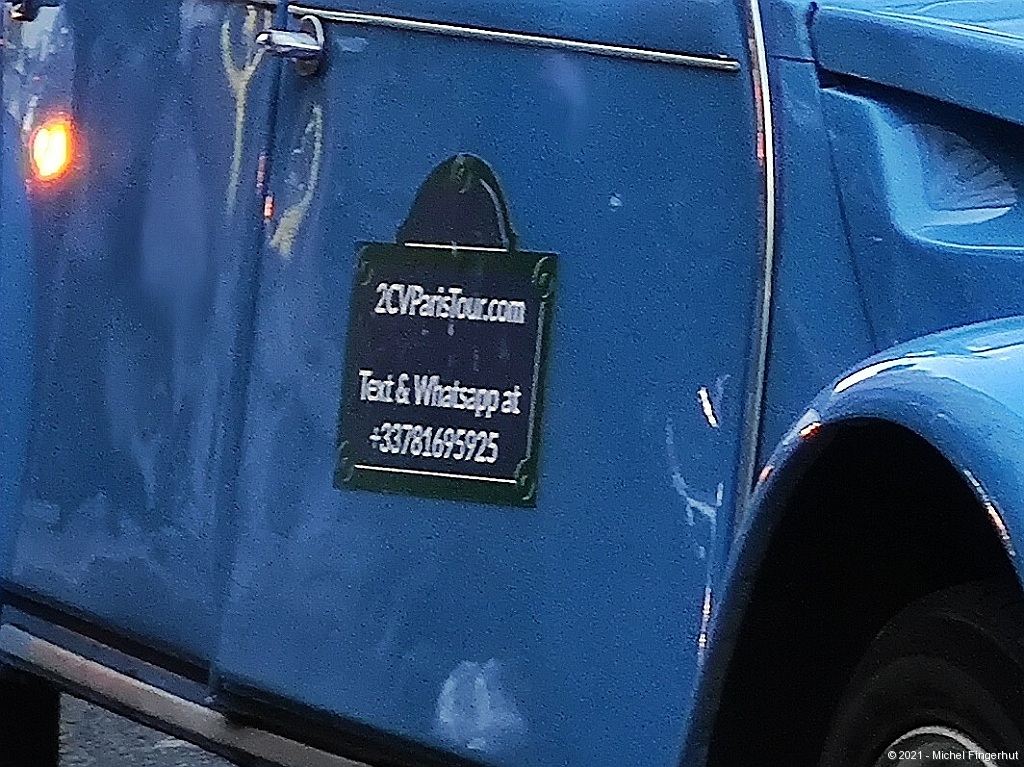 2CVParisTour.com
Text & Whatsapp at
+33781695925
© 2021 - Michel Fingerhut